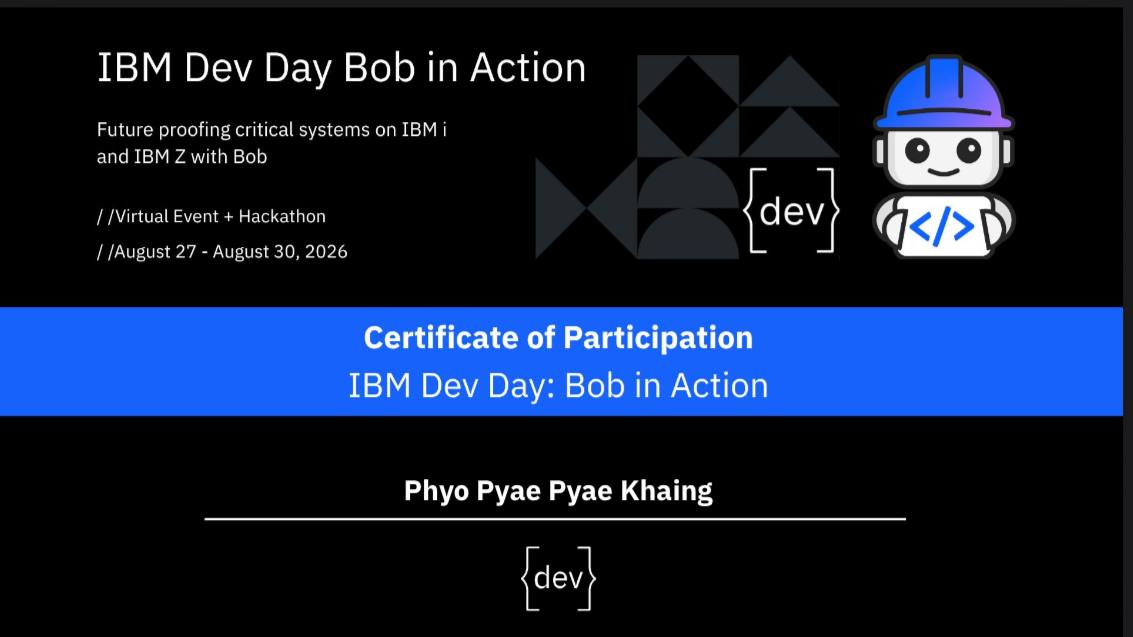 IBM Dev Day Bob in Action
Future proofing critical systems on IBM i
and IBM Z with Bob
/ /Virtual Event + Hackathon
/ /August 27 - August 30, 2026
{dev}
</>
Certificate of Participation
IBM Dev Day: Bob in Action
Phyo Pyae Pyae Khaing
{dev}